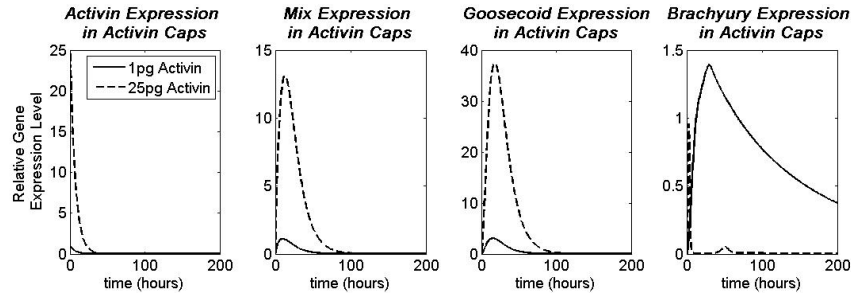 Activin Expression
in Activin Caps
Mix Expression
in Activin Caps
Goosecoid Expression
in Activin Caps
Brachyury Expression
in Activin Caps
Relative Gene
Expression Level
25
20
15
10
5
0
1pg Activin
25pg Activin
0 100 200
time (hours)
15
10
5
0
0 100 200
time (hours)
40
30
20
10
0
0 100 200
time (hours)
1.5
1
0.5
0
0 100 200
time (hours)